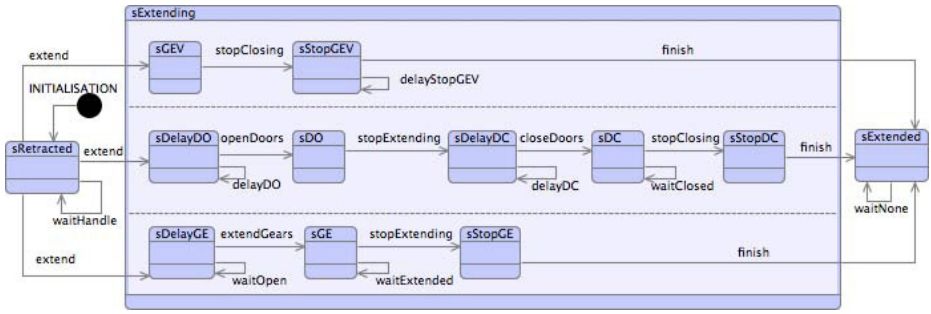 sExtending
extend
sGEV
stopClosing
sStopGEV
finish
delayStopGEV
INITIALISATION
sRetracted
extend
sDelayDO
openDoors
sDO
stopExtending
sDelayDC
closeDoors
sDC
stopClosing
sStopDC
finish
sExtended
delayDO
delayDC
waitClosed
waitNone
waitHandle
extend
sDelayGE
extendGears
sGE
stopExtending
sStopGE
finish
waitOpen
waitExtended